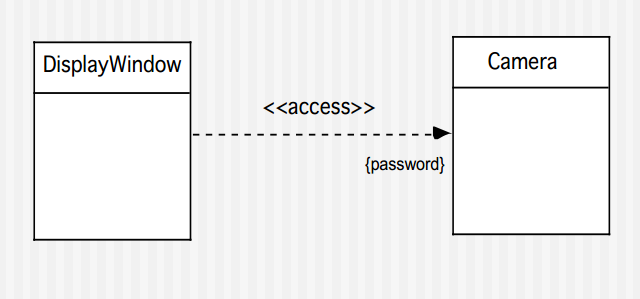 DisplayWindow
Camera
<<access>>
{password}